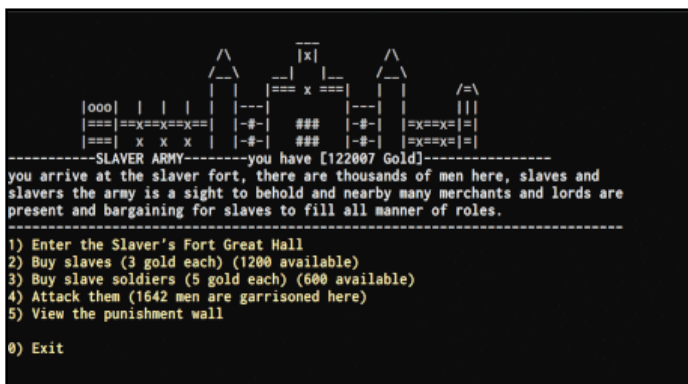 -----------SLAVER ARMY--------you have [122007 Gold]----------------
you arrive at the slaver fort, there are thousands of men here, slaves and
slavers the army is a sight to behold and nearby many merchants and lords are
present and bargaining for slaves to fill all manner of roles.
1) Enter the Slaver's Fort Great Hall
2) Buy slaves (3 gold each) (1200 available)
3) Buy slave soldiers (5 gold each) (600 available)
4) Attack them (1642 men are garrisoned here)
5) View the punishment wall
0) Exit